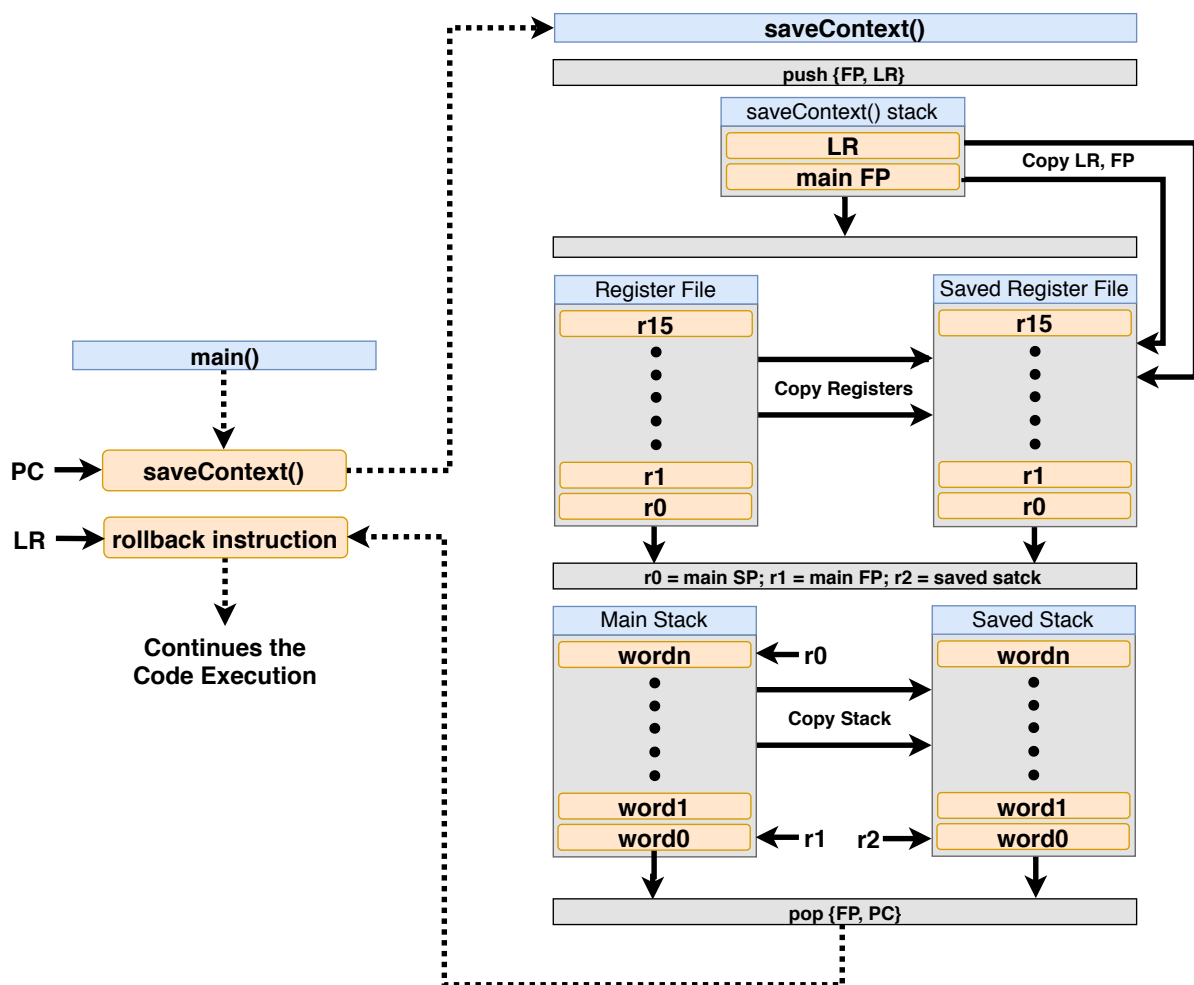 saveContext()
push {FP, LR}
saveContext() stack
LR
main FP
Copy LR, FP
Register File
r15
r1
r0
Copy Registers
Saved Register File
r15
r1
r0
main()
PC
saveContext()
LR
rollback instruction
Continues the
Code Execution
r0 = main SP; r1 = main FP; r2 = saved satck
Main Stack
wordn
word1
word0
r0
Copy Stack
r1
r2
Saved Stack
wordn
word1
word0
pop {FP, PC}